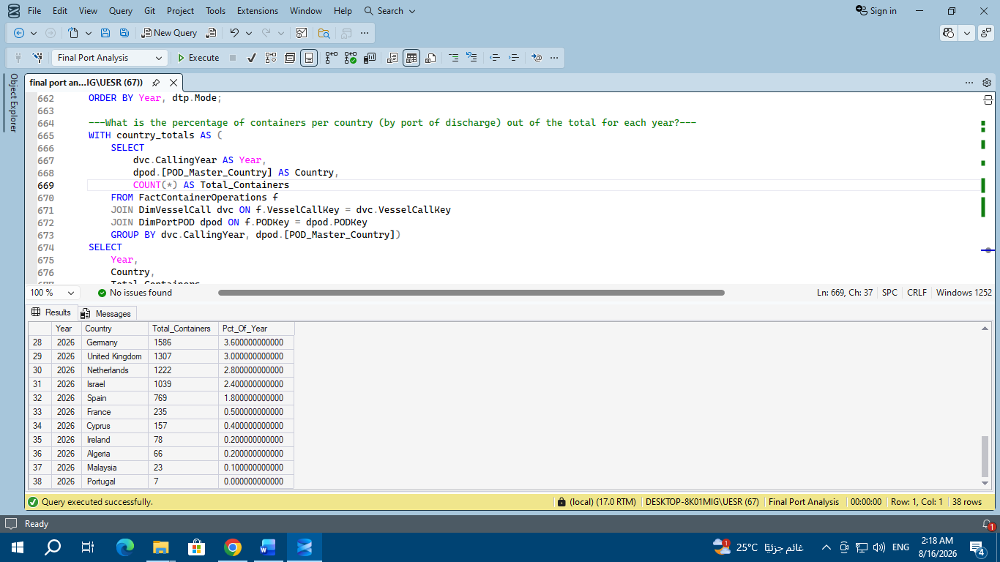 File Edit View Query Git Project Tools Extensions Window Help Search Sign in
New Query
Final Port Analysis Execute
Object Explorer
final port an...IG\UESR (67))
662 ORDER BY Year, dtp.Mode;
663
664 ---What is the percentage of containers per country (by port of discharge) out of the total for each year?---
665 WITH country_totals AS (
666 SELECT
667 dvc.CallingYear AS Year,
668 dpod.[POD_Master_Country] AS Country,
669 COUNT(*) AS Total_Containers
670 FROM FactContainerOperations f
671 JOIN DimVesselCall dvc ON f.VesselCallKey = dvc.VesselCallKey
672 JOIN DimPortPOD dpod ON f.PODKey = dpod.PODKey
673 GROUP BY dvc.CallingYear, dpod.[POD_Master_Country])
674 SELECT
675 Year,
676 Country,
677 Total_Containers
100 % No issues found Ln: 669, Ch: 37 SPC CRLF Windows 1252
Results Messages
Year Country Total_Containers Pct_Of_Year
28 2026 Germany 1586 3.600000000000
29 2026 United Kingdom 1307 3.000000000000
30 2026 Netherlands 1222 2.800000000000
31 2026 Israel 1039 2.400000000000
32 2026 Spain 769 1.800000000000
33 2026 France 235 0.500000000000
34 2026 Cyprus 157 0.400000000000
35 2026 Ireland 78 0.200000000000
36 2026 Algeria 66 0.200000000000
37 2026 Malaysia 23 0.100000000000
38 2026 Portugal 7 0.000000000000
Query executed successfully. (local) (17.0 RTM) DESKTOP-8K01MIG\UESR (67) Final Port Analysis 00:00:00 Row: 1, Col: 1 38 rows
Ready 1
1 25°C غائم جزئيًا ENG 2:18 AM
8/16/2026 4